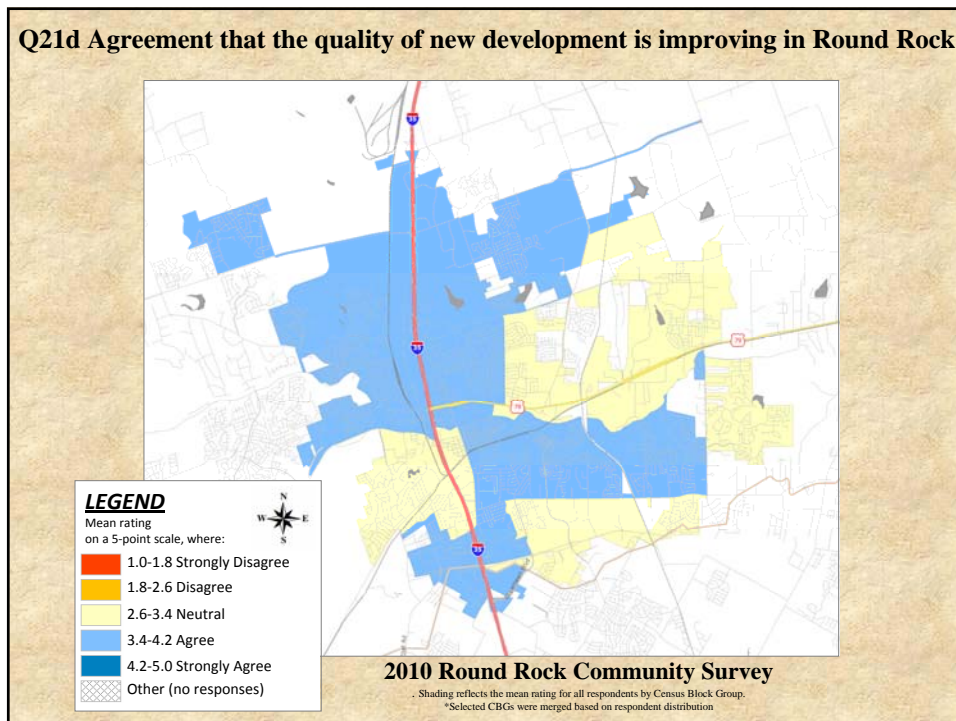 Q21d Agreement that the quality of new development is improving in Round Rock
35
35
79
79
35
LEGEND
Mean rating
on a 5-point scale, where:
N
W E
S
1.0-1.8 Strongly Disagree
1.8-2.6 Disagree
2.6-3.4 Neutral
3.4-4.2 Agree
4.2-5.0 Strongly Agree
Other (no responses)
2010 Round Rock Community Survey
. Shading reflects the mean rating for all respondents by Census Block Group.
*Selected CBGs were merged based on respondent distribution